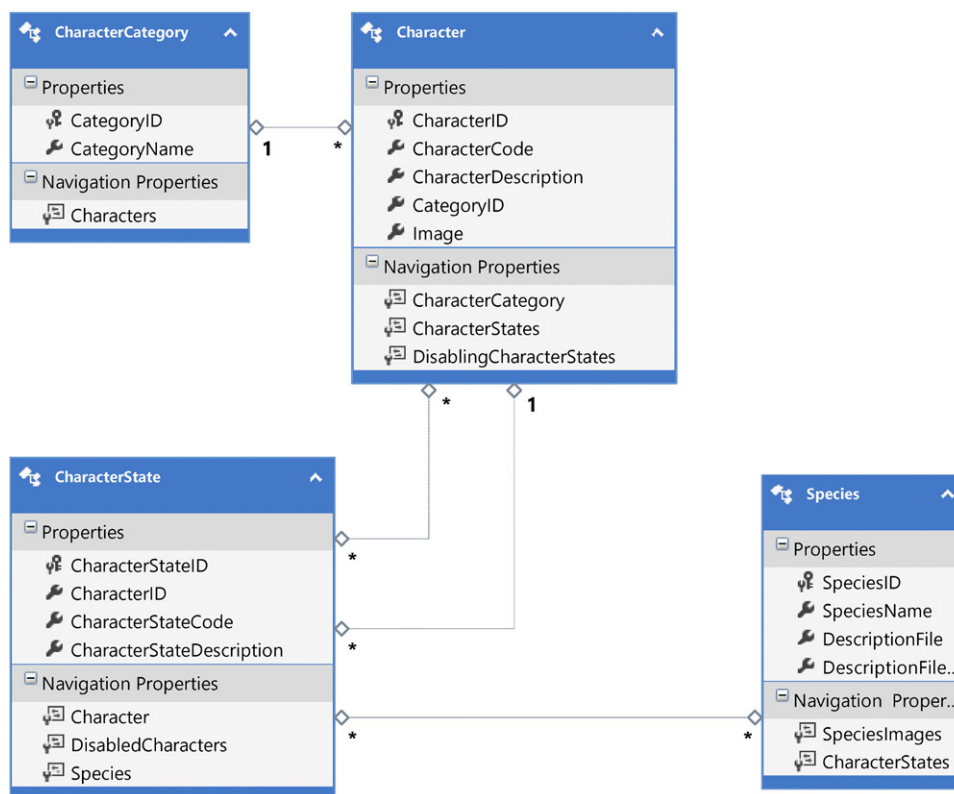 CharacterCategory
Properties
CategoryID
CategoryName
Navigation Properties
Characters
1
*
Character
Properties
CharacterID
CharacterCode
CharacterDescription
CategoryID
Image
Navigation Properties
CharacterCategory
CharacterStates
DisablingCharacterStates
*
1
CharacterState
Properties
CharacterStateID
CharacterID
CharacterStateCode
CharacterStateDescription
Navigation Properties
Character
DisabledCharacters
Species
*
*
*
*
Species
Properties
SpeciesID
SpeciesName
DescriptionFile
DescriptionFile..
Navigation Proper..
SpeciesImages
CharacterStates